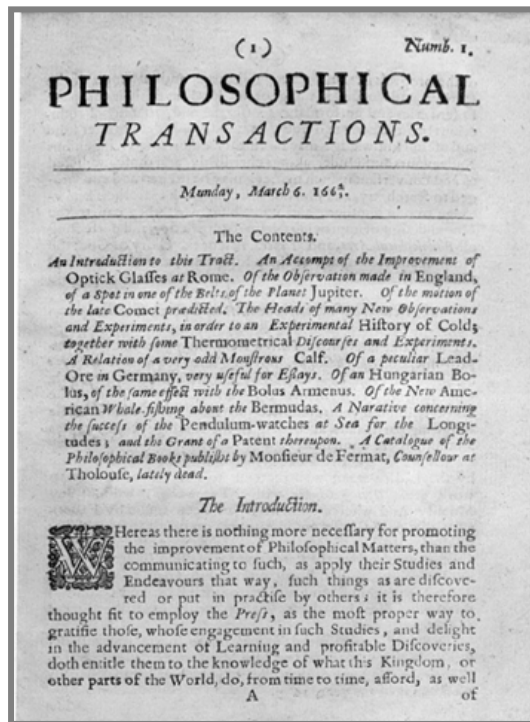 (1) Numb. 1.
PHILOSOPHICAL
TRANSACTIONS.
Munday, March 6. 166⁴⁄₅.
The Contents.
An Introduction to this Tract. An Accompt of the Improvement of
Optick Glasses at Rome. Of the Observation made in England,
of a Spot in one of the Belts of the Planet Jupiter. Of the motion of
the late Comet prædicted. The Heads of many New Observations
and Experiments, in order to an Experimental History of Cold;
together with some Thermometrical Discourses and Experiments.
A Relation of a very odd Monstrous Calf. Of a peculiar Lead-
Ore in Germany, very useful for Essays. Of an Hungarian Bo-
lus, of the same effect with the Bolus Armenus. Of the New Ame-
rican Whale-fishing about the Bermudas. A Narative concerning
the success of the Pendulum-watches at Sea for the Longi-
tudes; and the Grant of a Patent thereupon. A Catalogue of the
Philosophical Books publisht by Monsieur de Fermat, Counsellour at
Tholouse, lately dead.
The Introduction.
WHereas there is nothing more necessary for promoting
the improvement of Philosophical Matters, than the
communicating to such, as apply their Studies and
Endeavours that way, such things as are discove-
red or put in practise by others; it is therefore
thought fit to employ the Press, as the most proper way to
gratifie those, whose engagement in such Studies, and delight
in the advancement of Learning and profitable Discoveries,
doth entitle them to the knowledge of what this Kingdom, or
other parts of the World, do, from time to time, afford, as well
A of